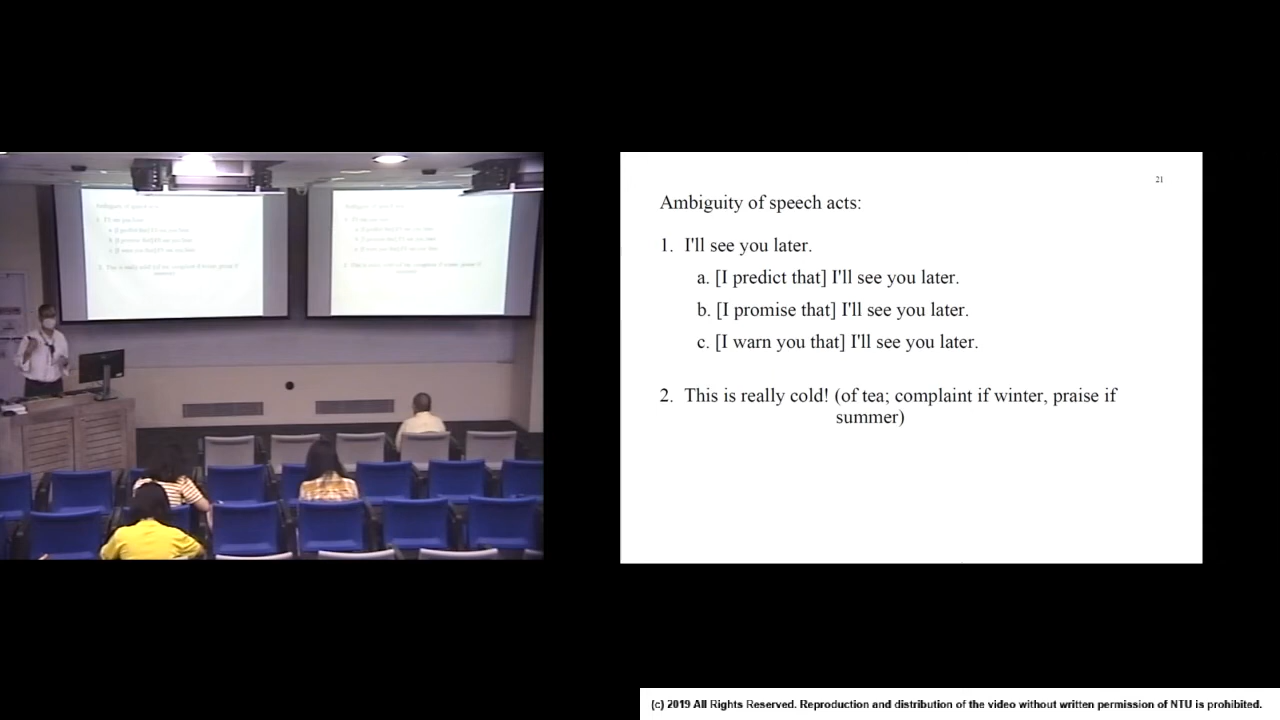 21
Ambiguity of speech acts:
1. I'll see you later.
a. [I predict that] I'll see you later.
b. [I promise that] I'll see you later.
c. [I warn you that] I'll see you later.
2. This is really cold! (of tea; complaint if winter, praise if
summer)
(c) 2019 All Rights Reserved. Reproduction and distribution of the video without written permission of NTU is prohibited.